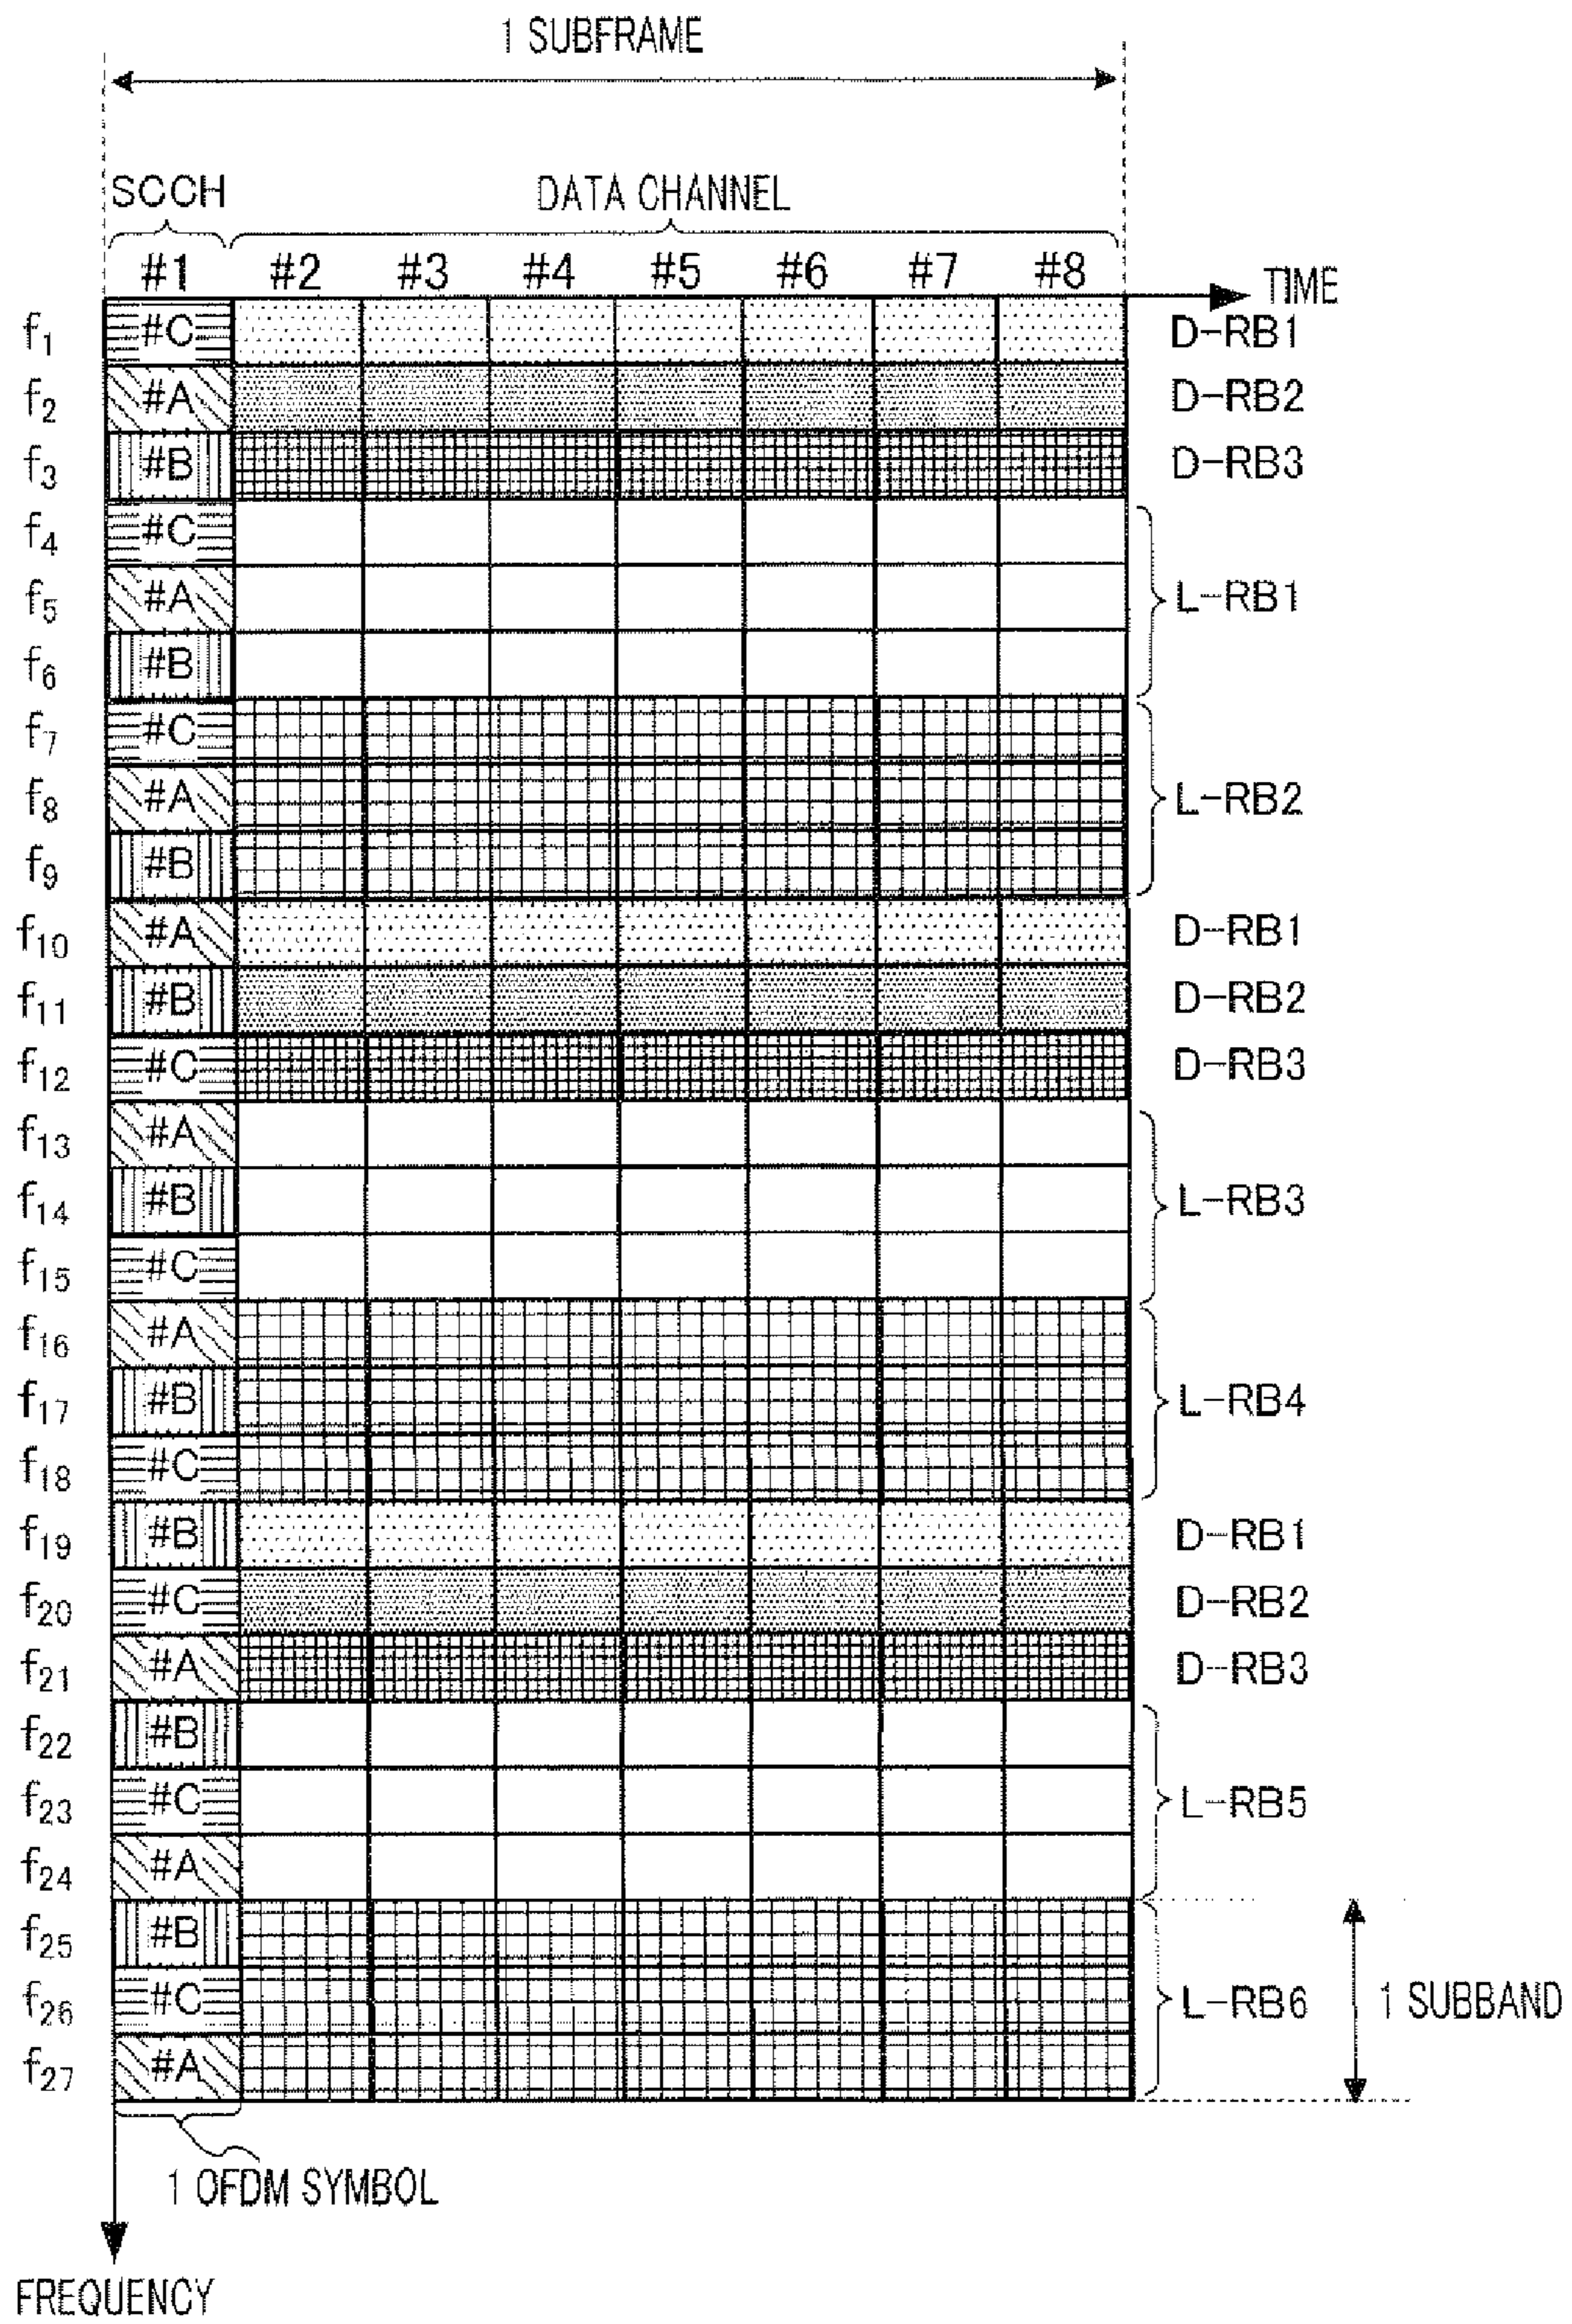 1 SUBFRAME
SCCH DATA CHANNEL
#1 #2 #3 #4 #5 #6 #7 #8 TIME
f1 #C D-RB1
f2 #A D-RB2
f3 #B D-RB3
f4 #C
f5 #A L-RB1
f6 #B
f7 #C
f8 #A L-RB2
f9 #B
f10 #A D-RB1
f11 #B D-RB2
f12 #C D-RB3
f13 #A
f14 #B L-RB3
f15 #C
f16 #A
f17 #B L-RB4
f18 #C
f19 #B D-RB1
f20 #C D-RB2
f21 #A D-RB3
f22 #B
f23 #C L-RB5
f24 #A
f25 #B
f26 #C L-RB6 1 SUBBAND
f27 #A
1 OFDM SYMBOL
FREQUENCY